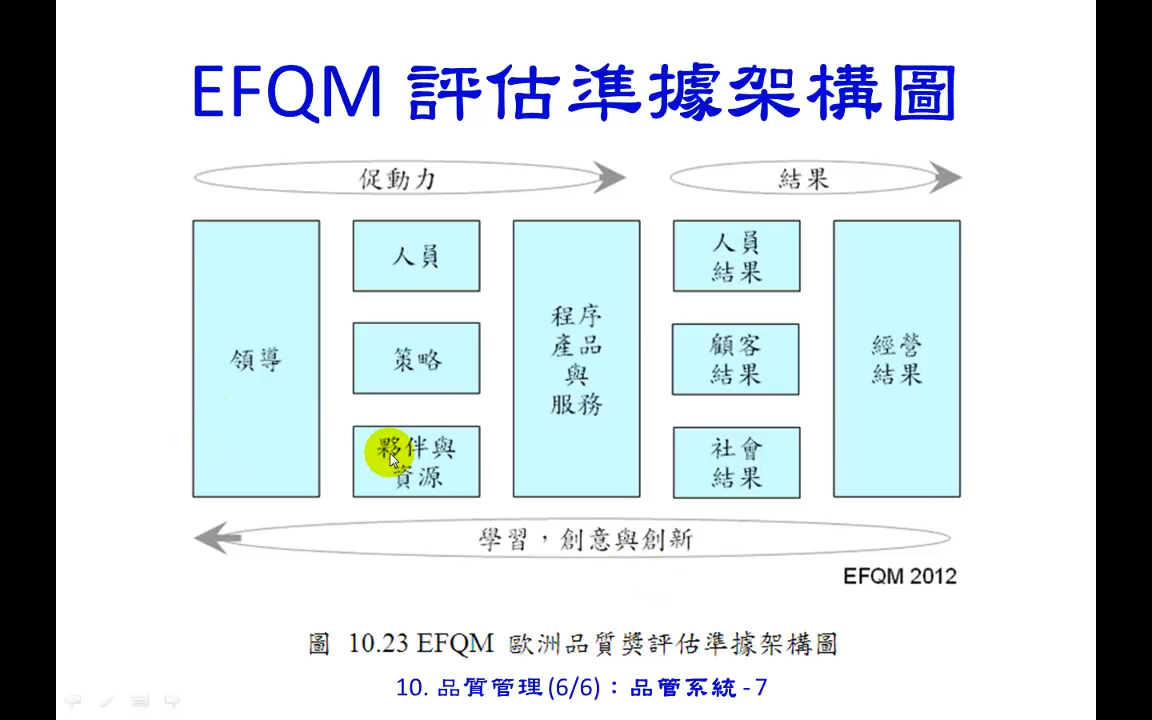 EFQM 評估準據架構圖
促動力
結果
領導
人員
策略
夥伴與
資源
程序
產品
與
服務
人員
結果
顧客
結果
社會
結果
經營
結果
學習，創意與創新
EFQM 2012
圖 10.23 EFQM 歐洲品質獎評估準據架構圖
10. 品質管理(6/6)：品管系統-7